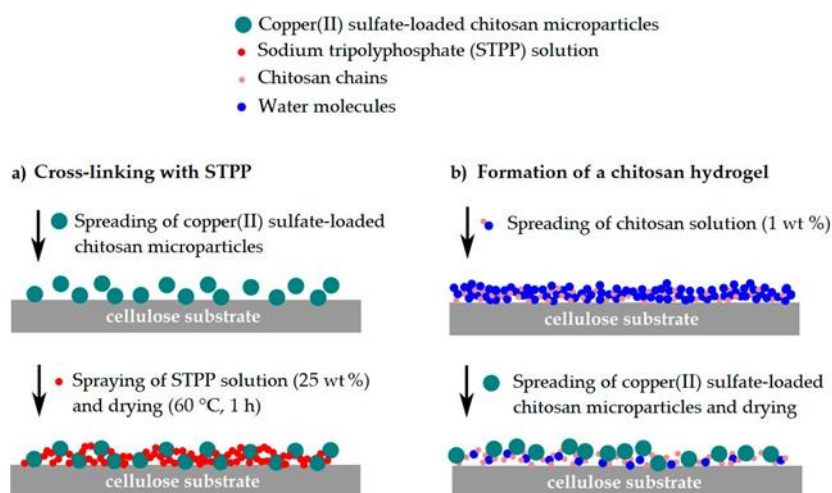 Copper(II) sulfate-loaded chitosan microparticles
Sodium tripolyphosphate (STPP) solution
Chitosan chains
Water molecules
a) Cross-linking with STPP
Spreading of copper(II) sulfate-loaded
chitosan microparticles
cellulose substrate
Spraying of STPP solution (25 wt %)
and drying (60 °C, 1 h)
cellulose substrate
b) Formation of a chitosan hydrogel
Spreading of chitosan solution (1 wt %)
cellulose substrate
Spreading of copper(II) sulfate-loaded
chitosan microparticles and drying
cellulose substrate